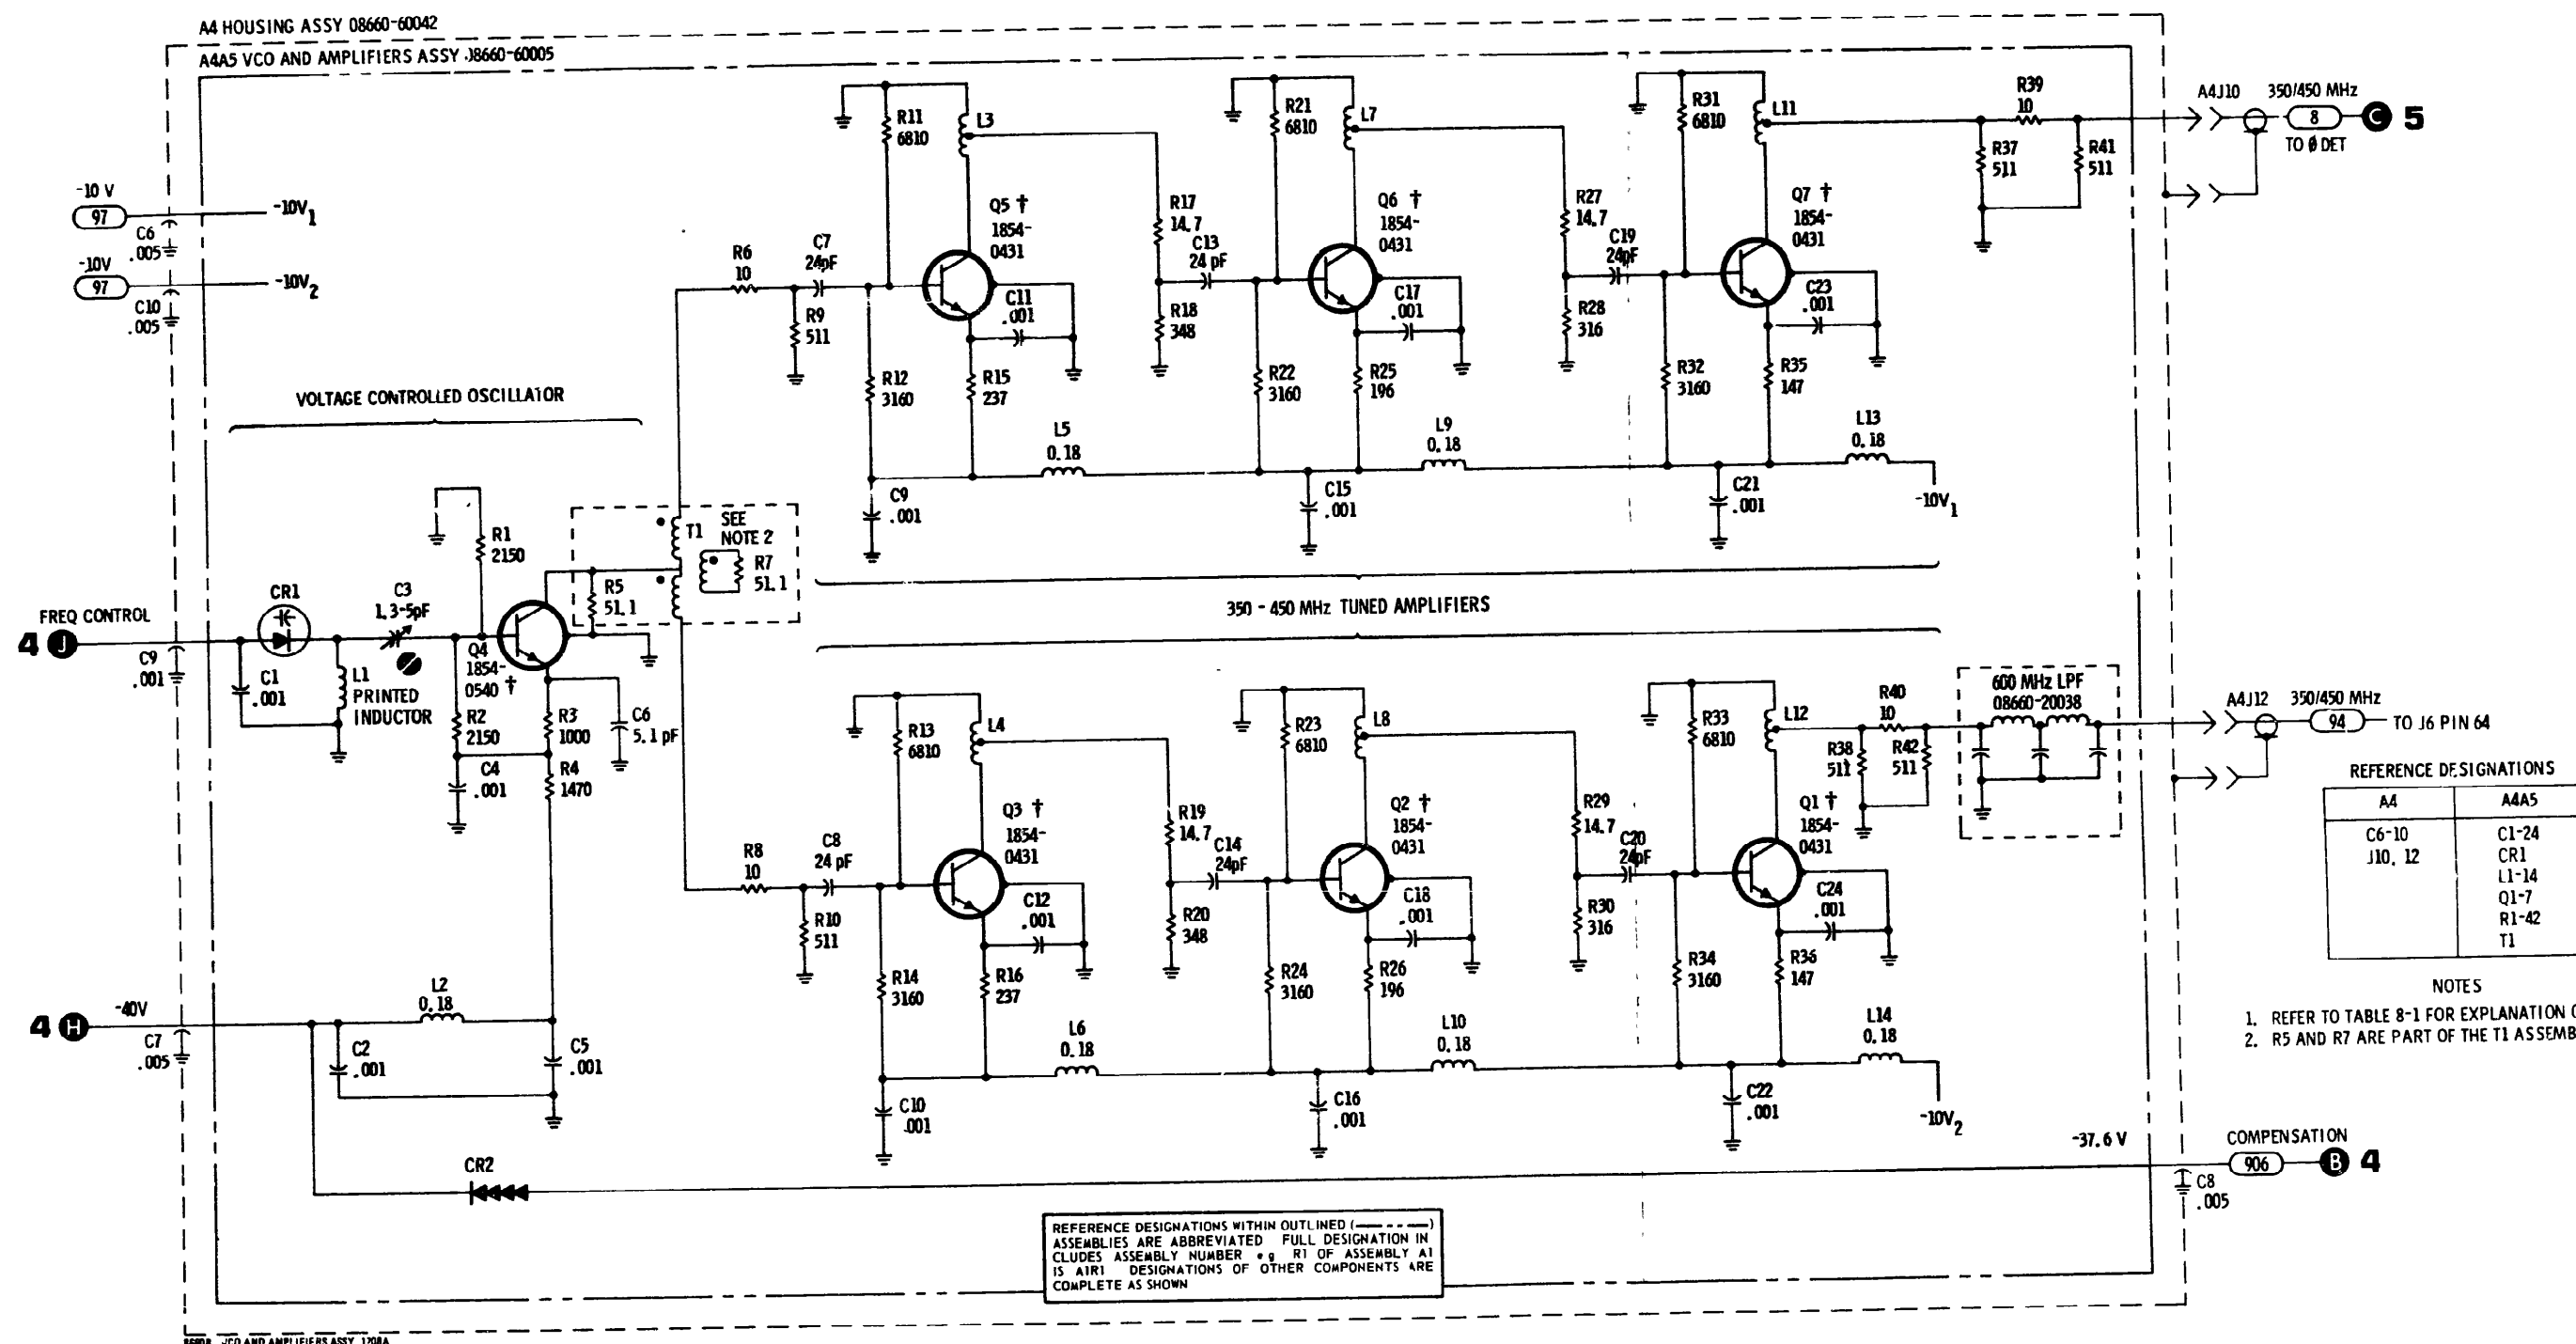 A4 HOUSING ASSY 08660-60042
A4A5 VCO AND AMPLIFIERS ASSY 08660-60005
-10 V
97
-10V1
C6
.005
-10V
97
-10V2
C10
.005
R11
6810
L3
Q5 †
1854-
0431
R6
10
C7
24pF
R9
511
R12
3160
C11
.001
R15
237
R17
14.7
C13
24 pF
R18
348
R21
6810
L7
Q6 †
1854-
0431
C17
.001
R22
3160
R25
196
R27
14.7
C19
24pF
R28
316
R31
6810
L11
Q7 †
1854-
0431
C23
.001
R32
3160
R35
147
R39
10
R37
511
R41
511
A4J10
350/450 MHz
8
C 5
TO Ø DET
VOLTAGE CONTROLLED OSCILLATOR
L5
0.18
L9
0.18
L13
0.18
C9
.001
C15
.001
C21
.001
-10V1
R1
2150
T1
SEE
NOTE 2
R7
51.1
R5
51.1
CR1
C3
1.3-5pF
FREQ CONTROL
4 J
C9
.001
C1
.001
L1
PRINTED
INDUCTOR
Q4
1854-
0540 †
R2
2150
R3
1000
C6
5.1 pF
C4
.001
R4
1470
350 - 450 MHz TUNED AMPLIFIERS
R13
6810
L4
Q3 †
1854-
0431
R8
10
C8
24 pF
R10
511
R14
3160
C12
.001
R16
237
R19
14.7
C14
24pF
R20
348
R23
6810
L8
Q2 †
1854-
0431
C18
.001
R24
3160
R26
196
R29
14.7
C20
24pF
R30
316
R33
6810
L12
Q1 †
1854-
0431
C24
.001
R34
3160
R36
147
R40
10
R38
511
R42
511
600 MHz LPF
08660-20038
A4J12
350/450 MHz
94
TO J6 PIN 64
REFERENCE DESIGNATIONS
A4
A4A5
C6-10
J10, 12
C1-24
CR1
L1-14
Q1-7
R1-42
T1
NOTES
1. REFER TO TABLE 8-1 FOR EXPLANATION
2. R5 AND R7 ARE PART OF THE T1 ASSEMB
4 H
-40V
C7
.005
L2
0.18
C2
.001
C5
.001
L6
0.18
L10
0.18
L14
0.18
C10
.001
C16
.001
C22
.001
-10V2
CR2
-37.6 V
COMPENSATION
906
B 4
C8
.005
REFERENCE DESIGNATIONS WITHIN OUTLINED ( )
ASSEMBLIES ARE ABBREVIATED FULL DESIGNATION IN
CLUDES ASSEMBLY NUMBER e g R1 OF ASSEMBLY A1
IS A1R1 DESIGNATIONS OF OTHER COMPONENTS ARE
COMPLETE AS SHOWN
VCO AND AMPLIFIERS ASSY 1208A